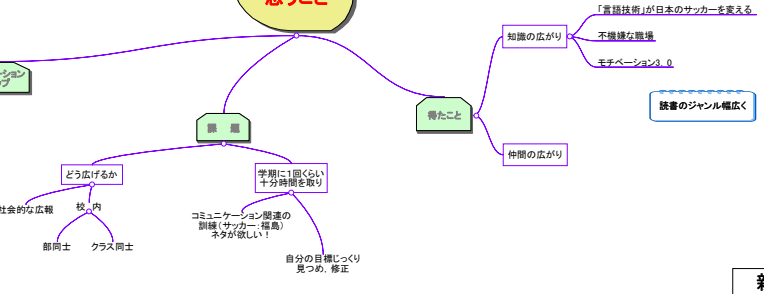 思うこと
「言語技術」が日本のサッカーを変える
知識の広がり
不機嫌な職場
モチベーション3.0
ーション
ップ
得たこと
読書のジャンル幅広く
課　題
仲間の広がり
どう広げるか
学期に1回くらい
十分時間を取り
社会的な広報
校　内
コミュニケーション関連の
訓練(サッカー:福島)
ネタが欲しい！
部同士
クラス同士
自分の目標じっくり
見つめ、修正